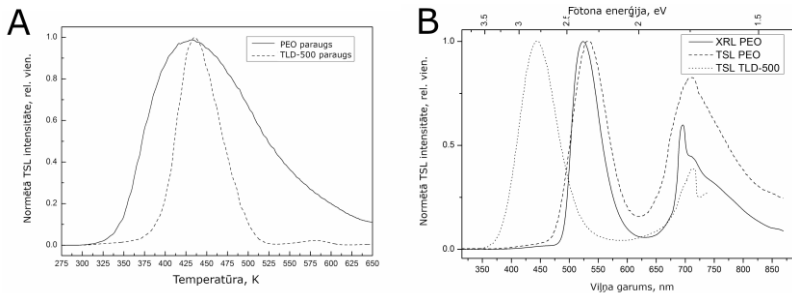 A
Normētā TSL intensitāte, rel. vien.
1.0
0.8
0.6
0.4
0.2
0.0
PEO paraugs
TLD-500 paraugs
275 300 325 350 375 400 425 450 475 500 525 550 575 600 625 650
Temperatūra, K
B
Fotona enerģija, eV
3.5 3 2.5 2 1.5
Normētā TSL intensitāte, rel. vien.
1.0
0.5
0.0
XRL PEO
TSL PEO
TSL TLD-500
350 400 450 500 550 600 650 700 750 800 850
Viļņa garums, nm